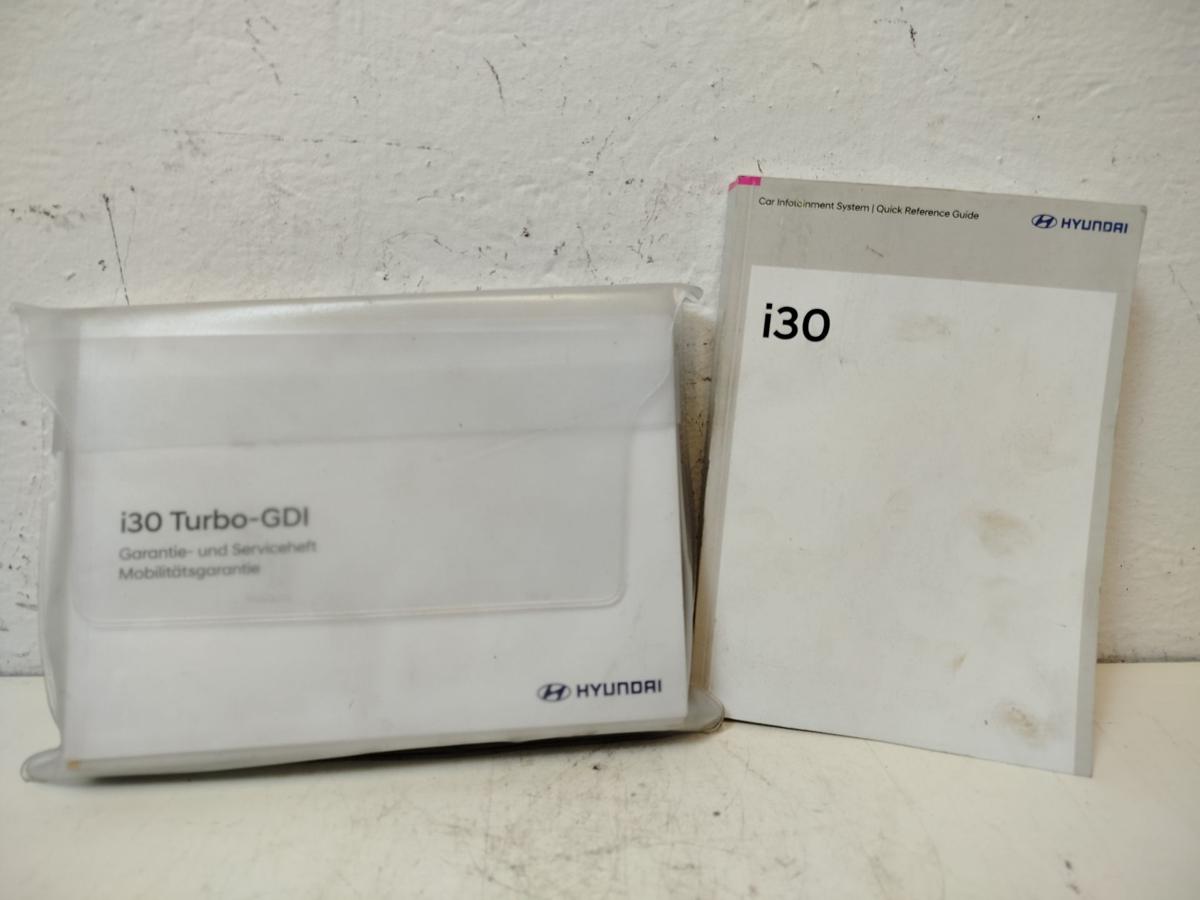 i30 Turbo-GDI
Garantie- und Serviceheft
Mobilitätsgarantie
HYUNDAI
Car Infotainment System | Quick Reference Guide
HYUNDAI
i30